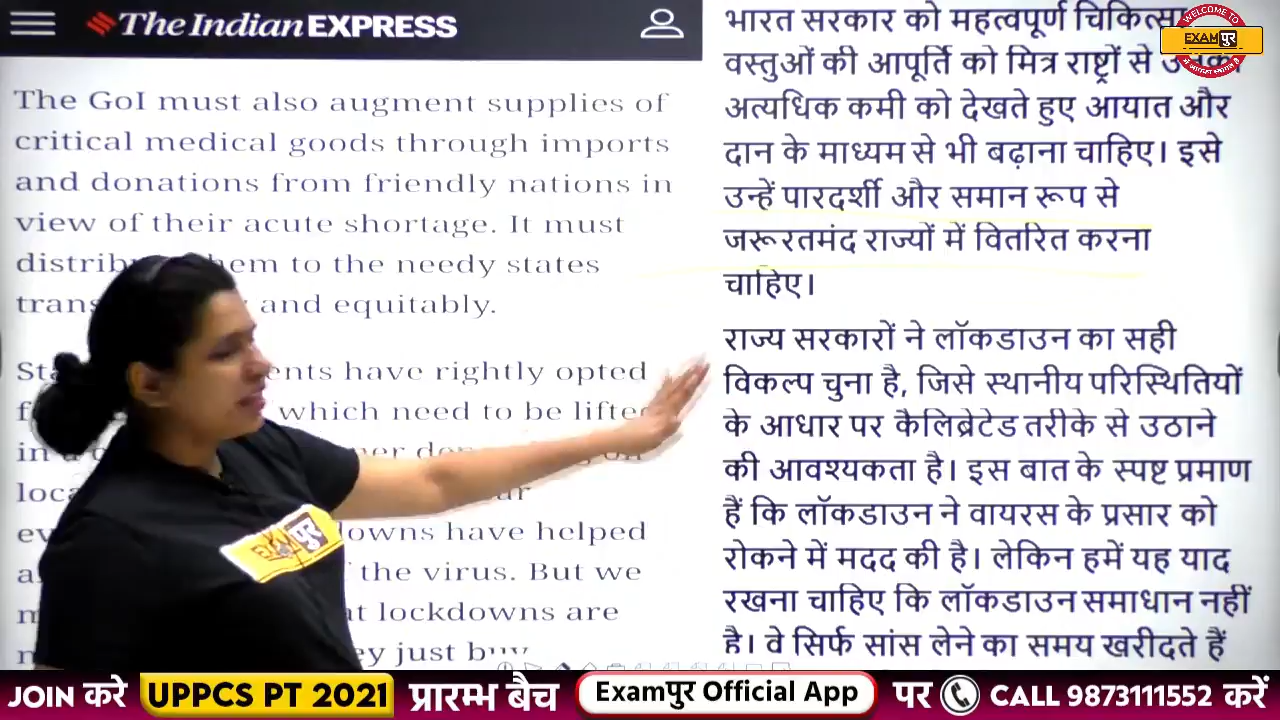 The Indian EXPRESS
The GoI must also augment supplies of
critical medical goods through imports
and donations from friendly nations in
view of their acute shortage. It must
them to the needy states
and equitably.
have rightly opted
which need to be lifted
owns have helped
the virus. But we
lockdowns are
just
भारत सरकार को महत्वपूर्ण चिकित्सा
वस्तुओं की आपूर्ति को मित्र राष्ट्रों से
अत्यधिक कमी को देखते हुए आयात और
दान के माध्यम से भी बढ़ाना चाहिए। इसे
उन्हें पारदर्शी और समान रूप से
जरूरतमंद राज्यों में वितरित करना
चाहिए।
राज्य सरकारों ने लॉकडाउन का सही
विकल्प चुना है, जिसे स्थानीय परिस्थितियों
के आधार पर कैलिब्रेटेड तरीके से उठाने
की आवश्यकता है। इस बात के स्पष्ट प्रमाण
हैं कि लॉकडाउन ने वायरस के प्रसार को
रोकने में मदद की है। लेकिन हमें यह याद
रखना चाहिए कि लॉकडाउन समाधान नहीं
है। वे सिर्फ सांस लेने का समय खरीदते हैं
WELCOME TO
EXAMपुर
EXAMपुर
JOIN करे UPPCS PT 2021 प्रारम्भ बैच Examपुर Official App पर CALL 9873111552 करें